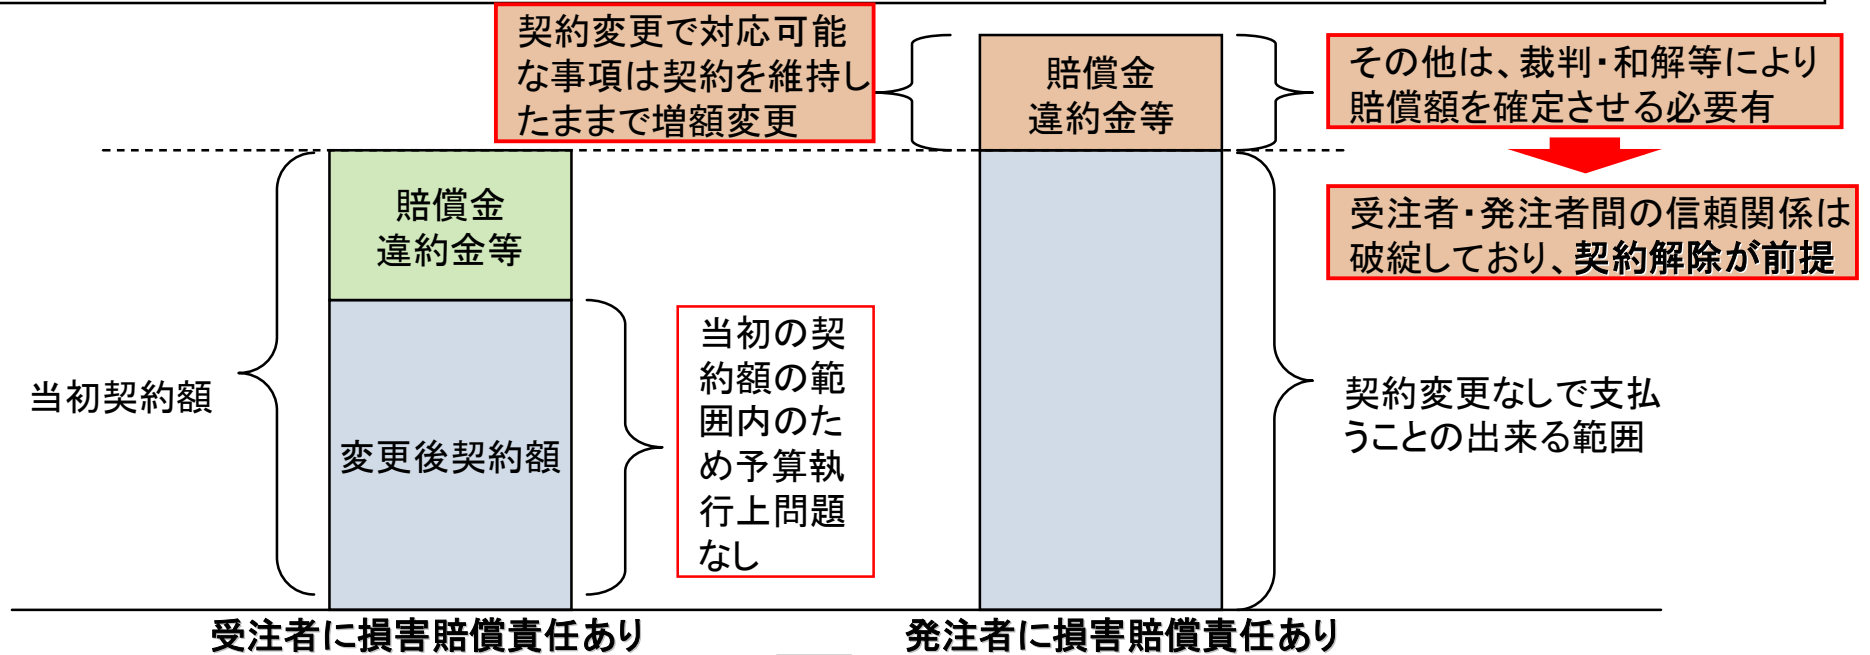 契約変更で対応可能
な事項は契約を維持し
たままで増額変更
賠償金
違約金等
その他は、裁判・和解等により
賠償額を確定させる必要有
受注者・発注者間の信頼関係は
破綻しており、契約解除が前提
賠償金
違約金等
当初契約額
変更後契約額
当初の契
約額の範
囲内のた
め予算執
行上問題
なし
契約変更なしで支払
うことの出来る範囲
受注者に損害賠償責任あり
発注者に損害賠償責任あり